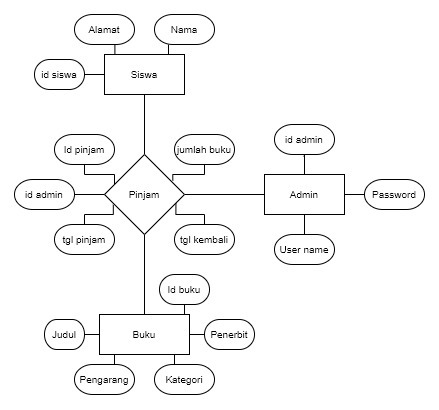 Alamat
Nama
id siswa
Siswa
Id pinjam
jumlah buku
id admin
id admin
Pinjam
Admin
Password
tgl pinjam
tgl kembali
User name
Id buku
Judul
Buku
Penerbit
Pengarang
Kategori